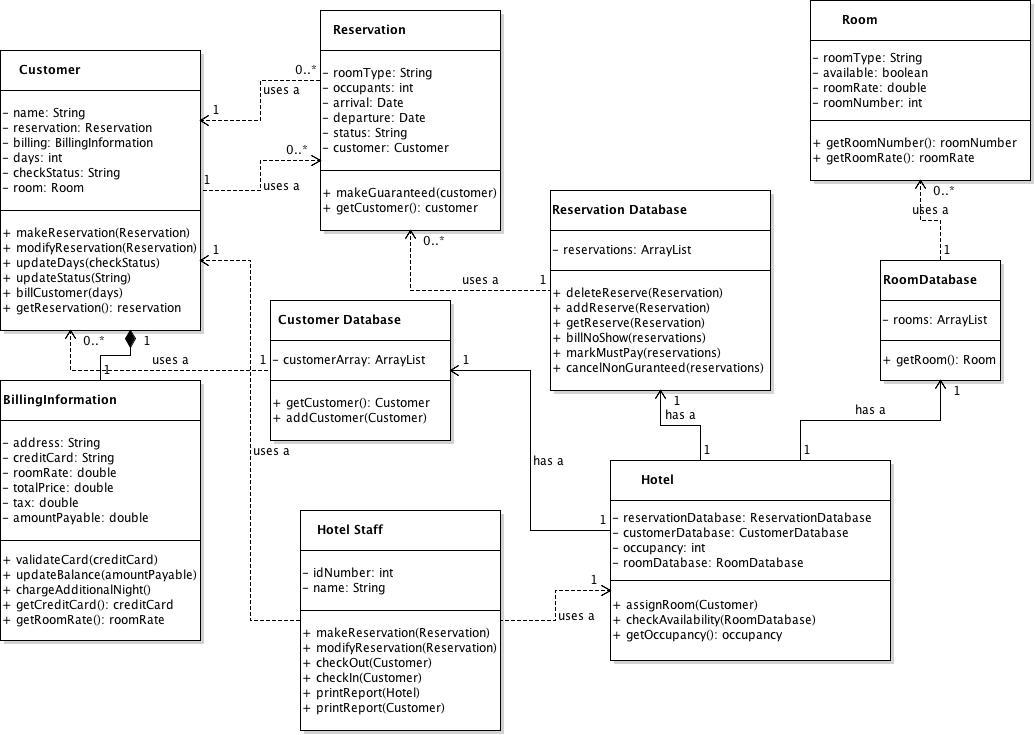 Reservation
- roomType: String
- occupants: int
- arrival: Date
- departure: Date
- status: String
- customer: Customer
+ makeGuaranteed(customer)
+ getCustomer(): customer
Room
- roomType: String
- available: boolean
- roomRate: double
- roomNumber: int
+ getRoomNumber(): roomNumber
+ getRoomRate(): roomRate
Customer
- name: String
- reservation: Reservation
- billing: BillingInformation
- days: int
- checkStatus: String
- room: Room
+ makeReservation(Reservation)
+ modifyReservation(Reservation)
+ updateDays(checkStatus)
+ updateStatus(String)
+ billCustomer(days)
+ getReservation(): reservation
0..*
uses a
1
0..*
1
uses a
Reservation Database
- reservations: ArrayList
+ deleteReserve(Reservation)
+ addReserve(Reservation)
+ getReserve(Reservation)
+ billNoShow(reservations)
+ markMustPay(reservations)
+ cancelNonGuranteed(reservations)
0..*
uses a
1
0..*
uses a
1
RoomDatabase
- rooms: ArrayList
+ getRoom(): Room
1
Customer Database
- customerArray: ArrayList
+ getCustomer(): Customer
+ addCustomer(Customer)
0..*
1
uses a
1
1
1
BillingInformation
- address: String
- creditCard: String
- roomRate: double
- totalPrice: double
- tax: double
- amountPayable: double
+ validateCard(creditCard)
+ updateBalance(amountPayable)
+ chargeAdditionalNight()
+ getCreditCard(): creditCard
+ getRoomRate(): roomRate
uses a
has a
1
has a
1
1
has a
1
1
1
Hotel
- reservationDatabase: ReservationDatabase
- customerDatabase: CustomerDatabase
- occupancy: int
- roomDatabase: RoomDatabase
+ assignRoom(Customer)
+ checkAvailability(RoomDatabase)
+ getOccupancy(): occupancy
Hotel Staff
- idNumber: int
- name: String
+ makeReservation(Reservation)
+ modifyReservation(Reservation)
+ checkOut(Customer)
+ checkIn(Customer)
+ printReport(Hotel)
+ printReport(Customer)
1
uses a